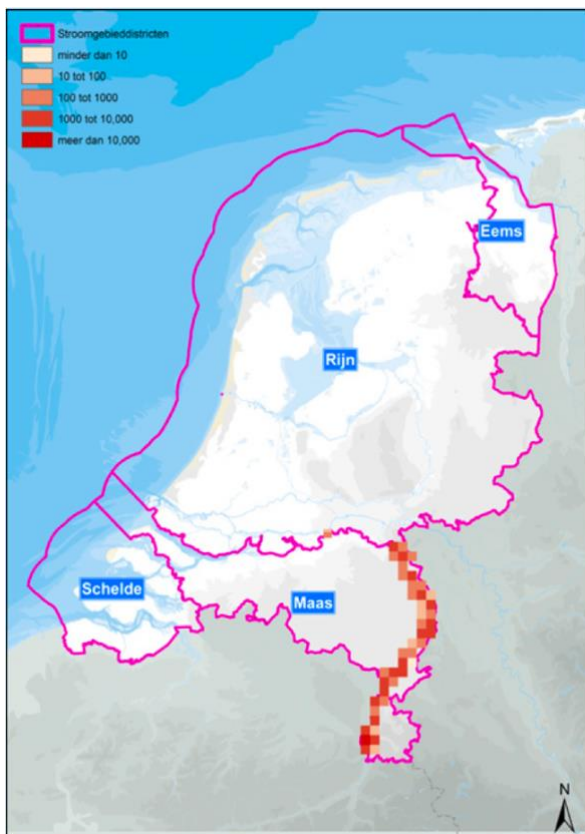 Stroomgebieddistricten
minder dan 10
10 tot 100
100 tot 1000
1000 tot 10,000
meer dan 10,000
Eems
Rijn
Schelde
Maas
N